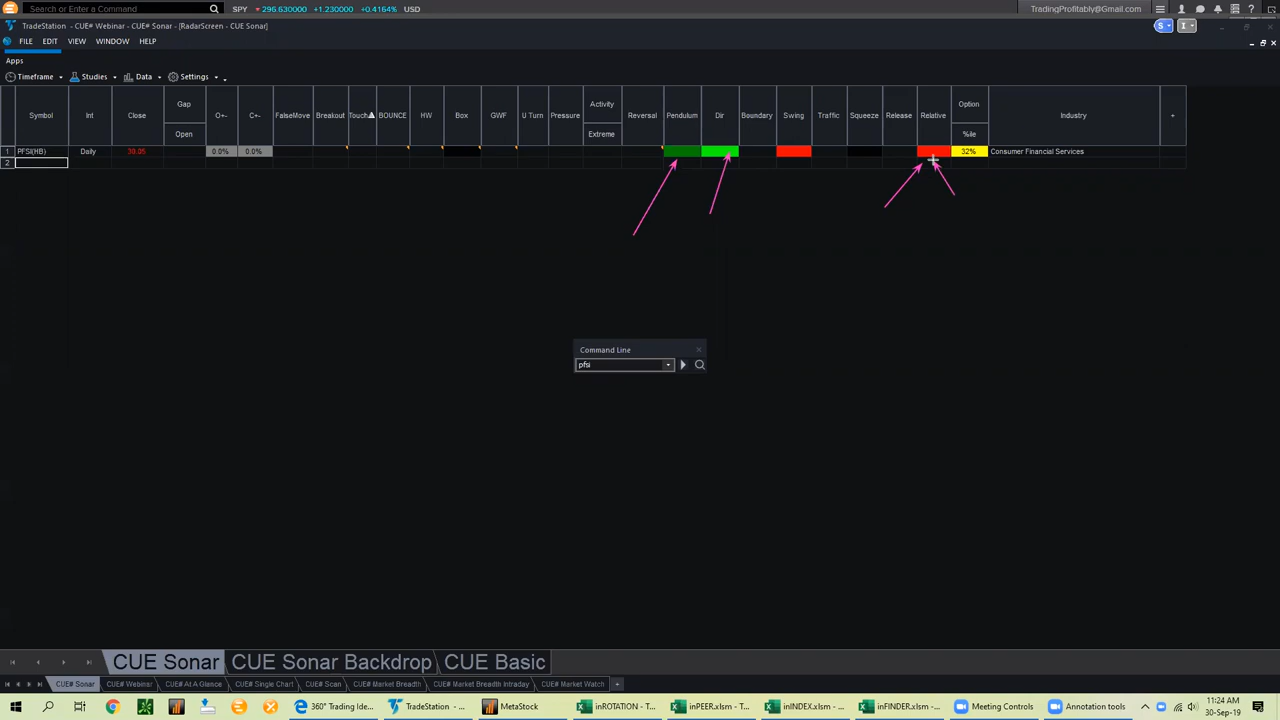 Search or Enter a Command
SPY 296.630000 +1.230000 +0.4164% USD
TradingProfitably@Gmail.com
TradeStation - CUE# Webinar - CUE# Sonar - [RadarScreen - CUE Sonar]
S
I
FILE EDIT VIEW WINDOW HELP
Apps
Timeframe Studies Data Settings
Symbol Int Close Gap Open O+- C+- FalseMove Breakout Touch BOUNCE HW Box GWF U Turn Pressure Activity Extreme Reversal Pendulum Dir Boundary Swing Traffic Squeeze Release Relative Option %ile Industry +
1 PFSI(HB) Daily 39.05 0.0% 0.0% 32% Consumer Financial Services
2
Command Line
pfsi
CUE Sonar CUE Sonar Backdrop CUE Basic
CUE# Sonar CUE# Webinar CUE# At A Glance CUE# Single Chart CUE# Scan CUE# Market Breadth CUE# Market Breadth Intraday CUE# Market Watch +
360° Trading Ide... TradeStation - ... MetaStock inROTATION - T... inPEER.xlsm - T... inINDEX.xlsm - ... inFINDER.xlsm -... Meeting Controls Annotation tools
11:24 AM
30-Sep-19